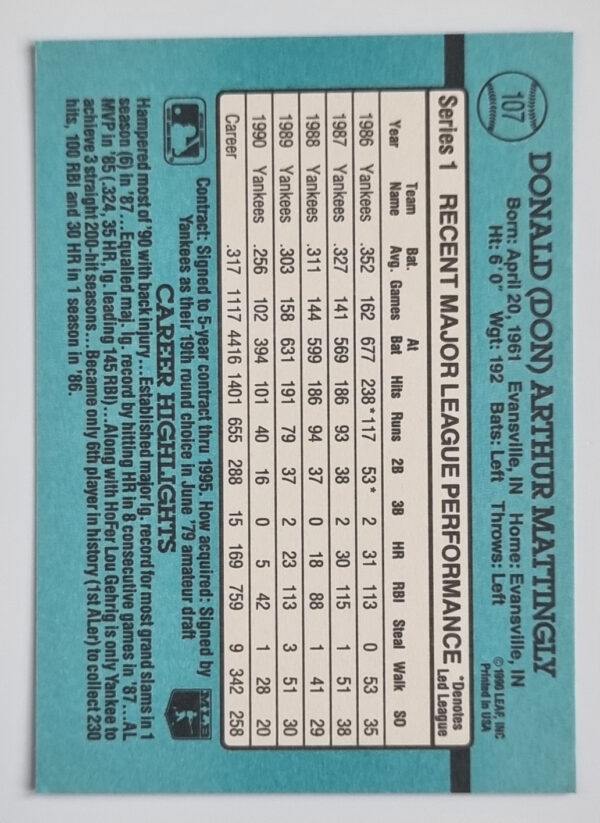 107
DONALD (DON) ARTHUR MATTINGLY
Born: April 20, 1961 Evansville, IN Home: Evansville, IN
Ht: 6'0" Wgt: 192 Bats: Left Throws: Left
©1990 LEAF, INC
Printed in USA
Series 1 RECENT MAJOR LEAGUE PERFORMANCE *Denotes Led League
Year Team Name Bat. Avg. Games At Bat Hits Runs 2B 3B HR RBI Steal Walk SO
1986 Yankees .352 162 677 238* 117 53* 2 31 113 0 53 35
1987 Yankees .327 141 569 186 93 38 2 30 115 1 51 38
1988 Yankees .311 144 599 186 94 37 0 18 88 1 41 29
1989 Yankees .303 158 631 191 79 37 2 23 113 3 51 30
1990 Yankees .256 102 394 101 40 16 0 5 42 1 28 20
Career .317 1117 4416 1401 655 288 15 169 759 9 342 258
Contract: Signed to 5-year contract thru 1995. How acquired: Signed by
Yankees as their 19th round choice in June '79 amateur draft
MLB
CAREER HIGHLIGHTS
Hampered most of '90 with back injury...Established major lg. record for most grand slams in 1
season (6) in '87...Equalled maj. lg. record by hitting HR in 8 consecutive games in '87...AL
MVP in '85 (.324, 35 HR, lg. leading 145 RBI)...Along with HoFer Lou Gehrig is only Yankee to
achieve 3 straight 200-hit seasons...Became only 6th player in history (1st ALer) to collect 230
hits, 100 RBI and 30 HR in 1 season in '86.